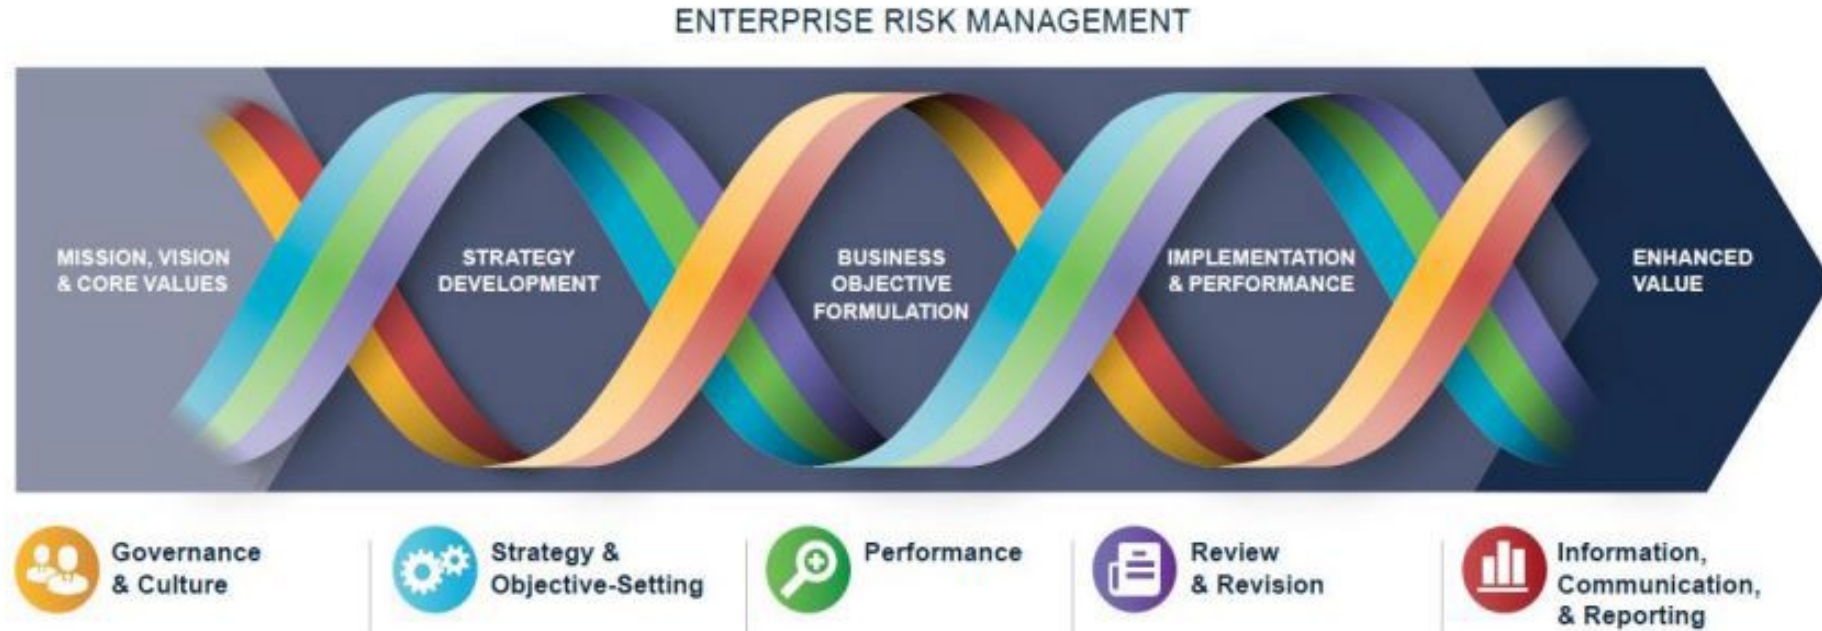 ENTERPRISE RISK MANAGEMENT
MISSION, VISION
& CORE VALUES
STRATEGY
DEVELOPMENT
BUSINESS
OBJECTIVE
FORMULATION
IMPLEMENTATION
& PERFORMANCE
ENHANCED
VALUE
Governance
& Culture
Strategy &
Objective-Setting
Performance
Review
& Revision
Information,
Communication,
& Reporting